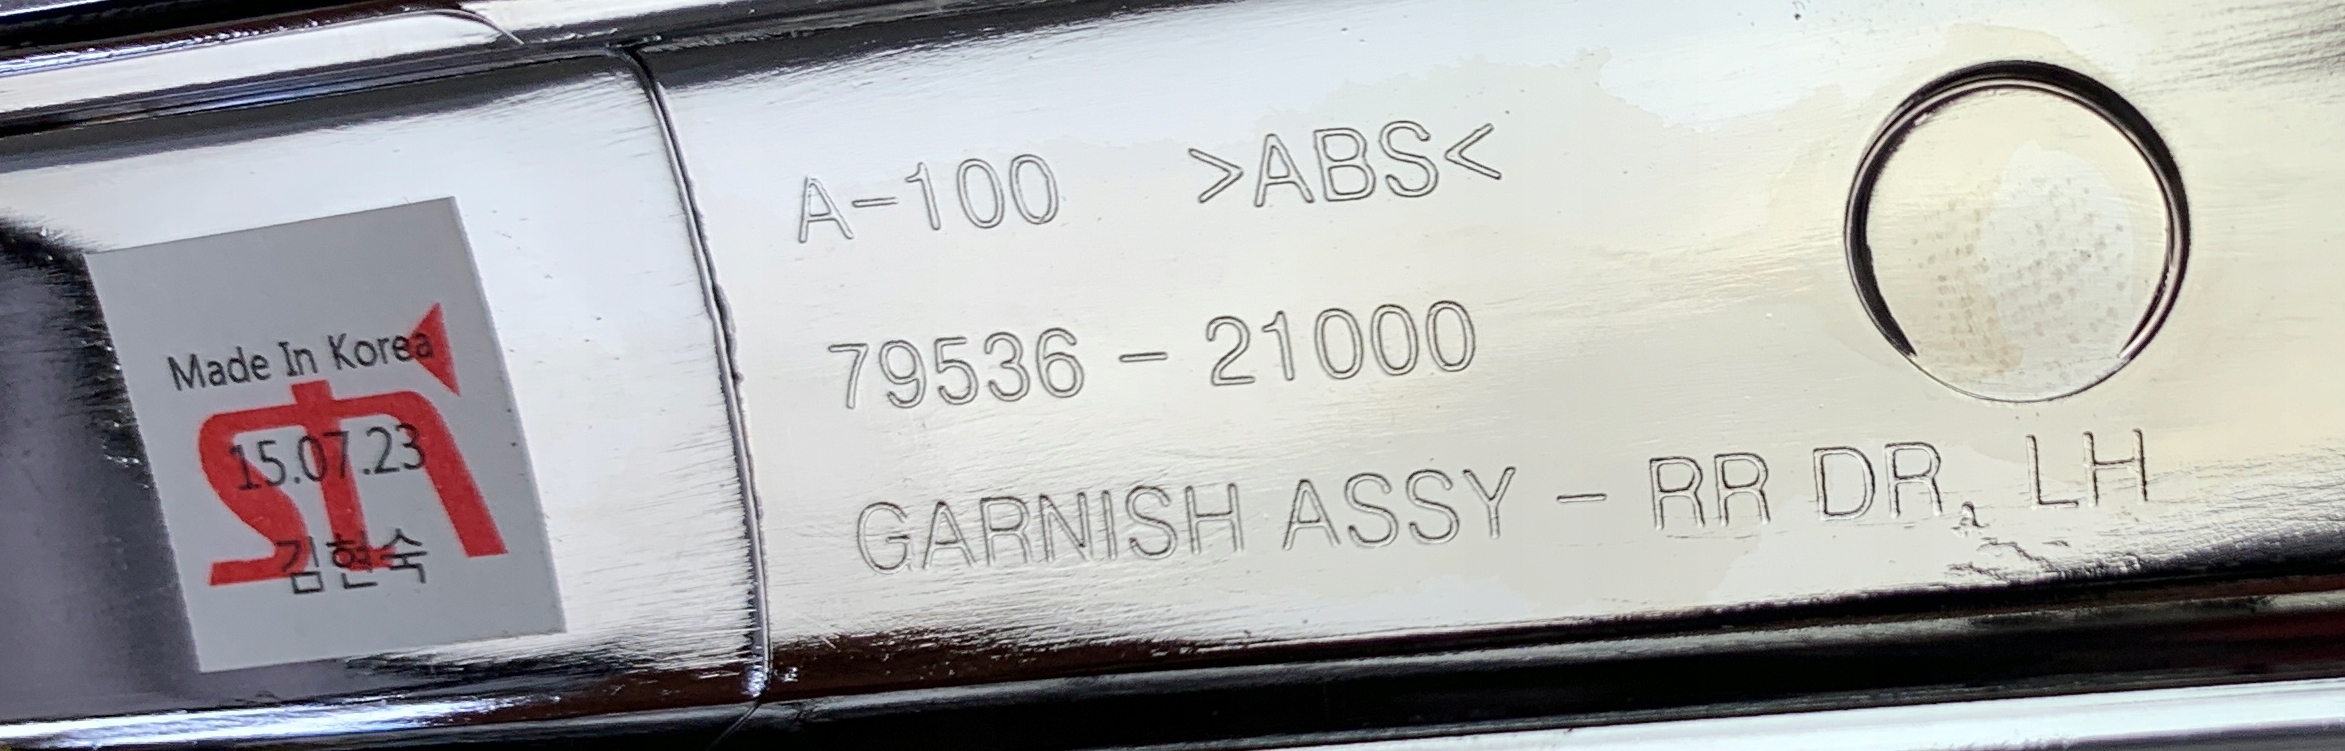 Made In Korea
15.07.23
김현숙
A-100 >ABS<
79536 - 21000
GARNISH ASSY - RR DR, LH